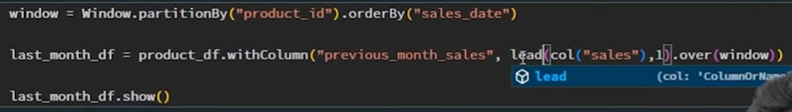 window = Window.partitionBy("product_id").orderBy("sales_date")
last_month_df = product_df.withColumn("previous_month_sales", lead(col("sales"),1).over(window))
lead (col: 'ColumnOrName
last_month_df.show()